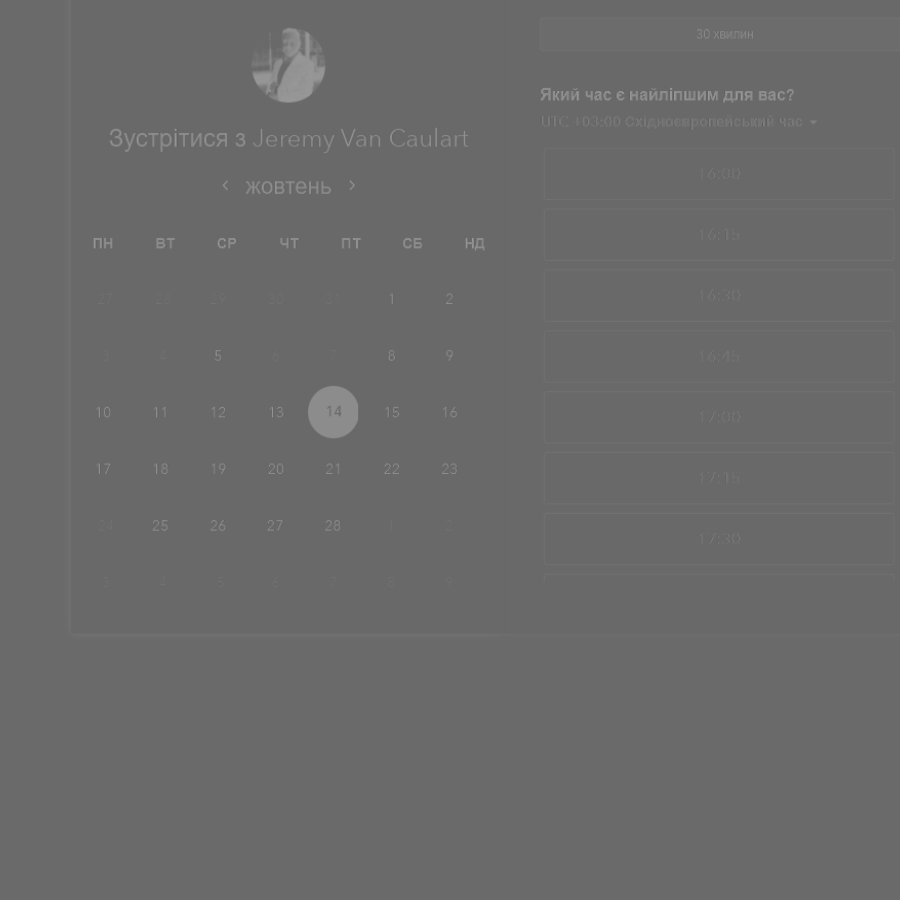 Зустрітися з Jeremy Van Caulart
жовтень
ПН ВТ СР ЧТ ПТ СБ НД
27 28 29 30 31 1 2
3 4 5 6 7 8 9
10 11 12 13 14 15 16
17 18 19 20 21 22 23
24 25 26 27 28 1 2
3 4 5 6 7 8 9
30 хвилин
Який час є найліпшим для вас?
UTC +03:00 Східноєвропейський час
16:00
16:15
16:30
16:45
17:00
17:15
17:30